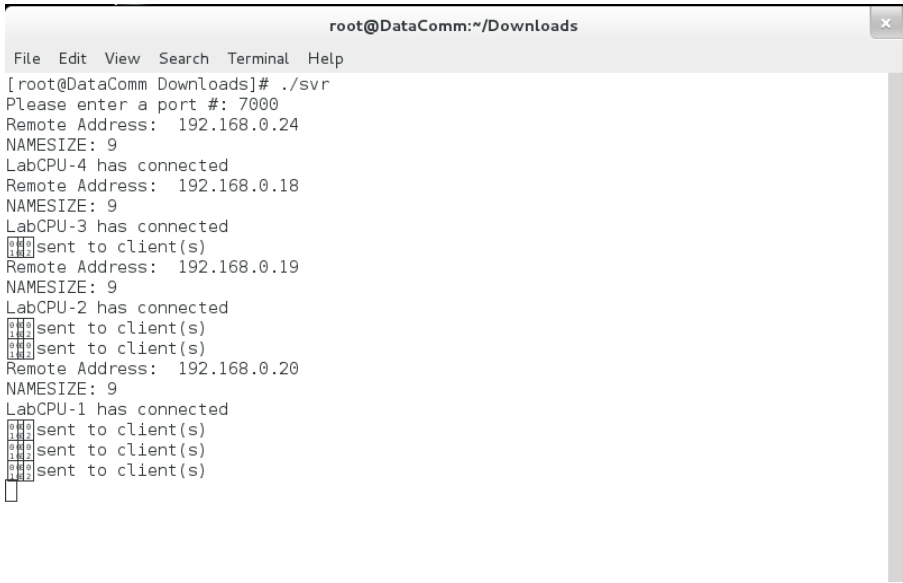 root@DataComm:~/Downloads
File Edit View Search Terminal Help
[root@DataComm Downloads]# ./svr
Please enter a port #: 7000
Remote Address:  192.168.0.24
NAMESIZE: 9
LabCPU-4 has connected
Remote Address:  192.168.0.18
NAMESIZE: 9
LabCPU-3 has connected
sent to client(s)
Remote Address:  192.168.0.19
NAMESIZE: 9
LabCPU-2 has connected
sent to client(s)
sent to client(s)
Remote Address:  192.168.0.20
NAMESIZE: 9
LabCPU-1 has connected
sent to client(s)
sent to client(s)
sent to client(s)